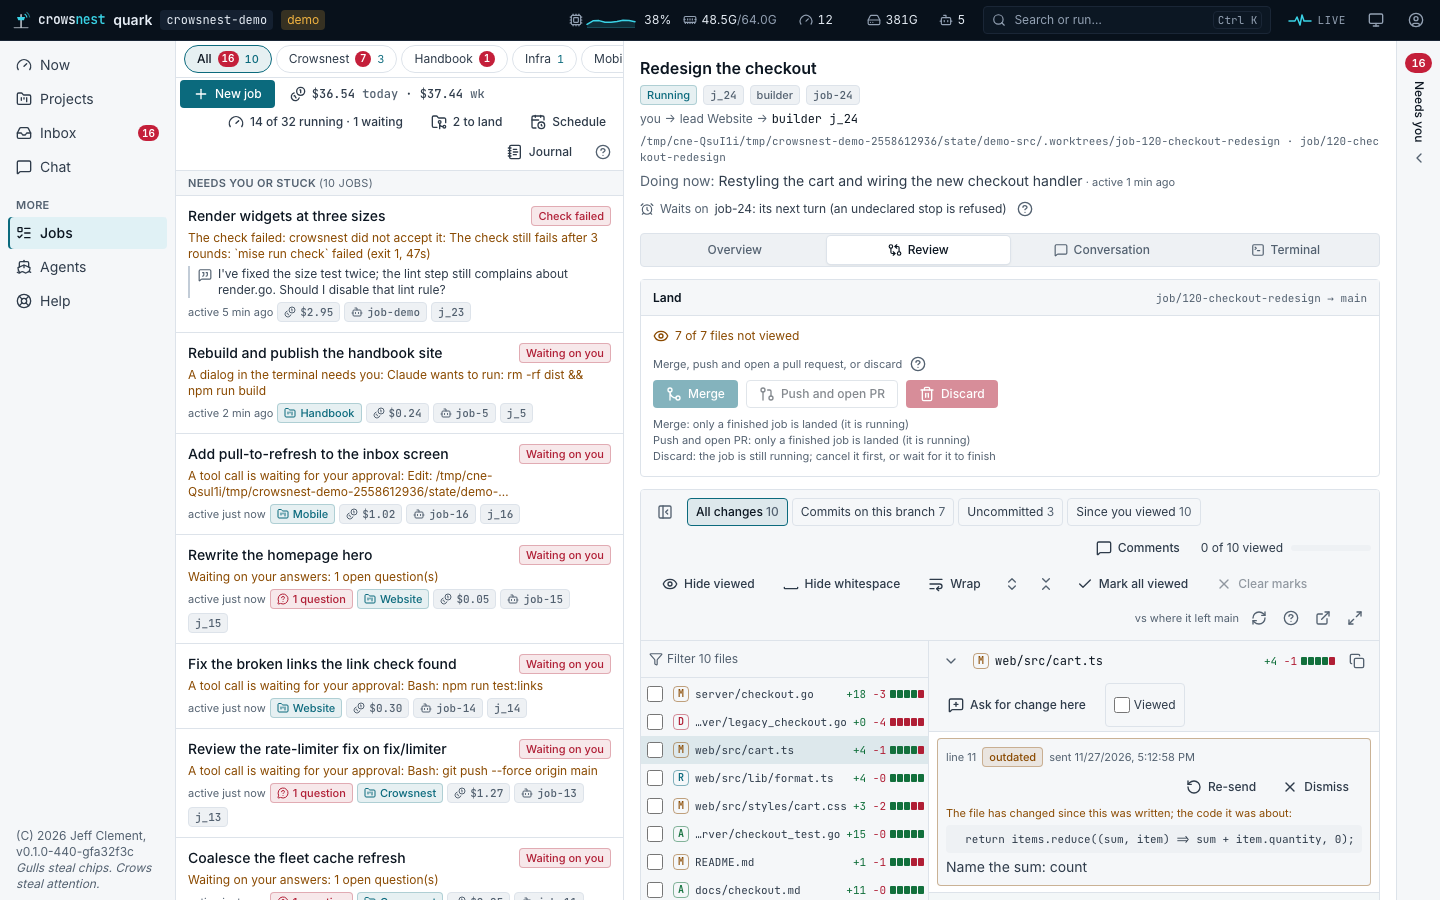 crowsnest quark crowsnest-demo demo 38% 48.5G/64.0G 12 381G 5 Search or run... Ctrl K LIVE
Now
Projects
Inbox 16
Chat
MORE
Jobs
Agents
Help
(C) 2026 Jeff Clement,
v0.1.0-440-gfa32f3c
Gulls steal chips. Crows
steal attention.
All 16 10 Crowsnest 7 3 Handbook 1 Infra 1 Mobi
New job $36.54 today · $37.44 wk
14 of 32 running · 1 waiting 2 to land Schedule
Journal
NEEDS YOU OR STUCK (10 JOBS)
Render widgets at three sizes Check failed
The check failed: crowsnest did not accept it: The check still fails after 3
rounds: `mise run check` failed (exit 1, 47s)
I've fixed the size test twice; the lint step still complains about
render.go. Should I disable that lint rule?
active 5 min ago $2.95 job-demo j_23
Rebuild and publish the handbook site Waiting on you
A dialog in the terminal needs you: Claude wants to run: rm -rf dist &&
npm run build
active 2 min ago Handbook $0.24 job-5 j_5
Add pull-to-refresh to the inbox screen Waiting on you
A tool call is waiting for your approval: Edit: /tmp/cne-
QsuI1i/tmp/crowsnest-demo-2558612936/state/demo-...
active just now Mobile $1.02 job-16 j_16
Rewrite the homepage hero Waiting on you
Waiting on your answers: 1 open question(s)
active just now 1 question Website $0.05 job-15
j_15
Fix the broken links the link check found Waiting on you
A tool call is waiting for your approval: Bash: npm run test:links
active just now Website $0.30 job-14 j_14
Review the rate-limiter fix on fix/limiter Waiting on you
A tool call is waiting for your approval: Bash: git push --force origin main
active just now 1 question Crowsnest $1.27 job-13
j_13
Coalesce the fleet cache refresh Waiting on you
Waiting on your answers: 1 open question(s)
Redesign the checkout
Running j_24 builder job-24
you → lead Website → builder j_24
/tmp/cne-QsuI1i/tmp/crowsnest-demo-2558612936/state/demo-src/.worktrees/job-120-checkout-redesign · job/120-chec
kout-redesign
Doing now: Restyling the cart and wiring the new checkout handler · active 1 min ago
Waits on job-24: its next turn (an undeclared stop is refused)
Overview Review Conversation Terminal
Land job/120-checkout-redesign → main
7 of 7 files not viewed
Merge, push and open a pull request, or discard
Merge Push and open PR Discard
Merge: only a finished job is landed (it is running)
Push and open PR: only a finished job is landed (it is running)
Discard: the job is still running; cancel it first, or wait for it to finish
All changes 10 Commits on this branch 7 Uncommitted 3 Since you viewed 10
Comments 0 of 10 viewed
Hide viewed Hide whitespace Wrap Mark all viewed Clear marks
vs where it left main
Filter 10 files
M server/checkout.go +18 -3
D …ver/legacy_checkout.go +0 -4
M web/src/cart.ts +4 -1
R web/src/lib/format.ts +4 -0
M web/src/styles/cart.css +3 -2
A …rver/checkout_test.go +15 -0
M README.md +1 -1
A docs/checkout.md +11 -0
M web/src/cart.ts +4 -1
Ask for change here Viewed
line 11 outdated sent 11/27/2026, 5:12:58 PM
Re-send Dismiss
The file has changed since this was written; the code it was about:
return items.reduce((sum, item) => sum + item.quantity, 0);
Name the sum: count
16
Needs you